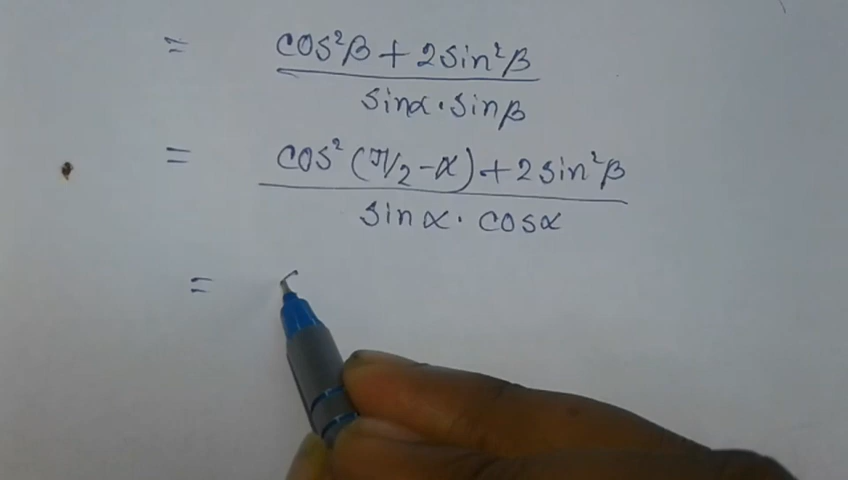 = cos²β + 2sin²β
sinα · sinβ
= cos² (π/2 - α) + 2sin²β
sinα · cosα
=